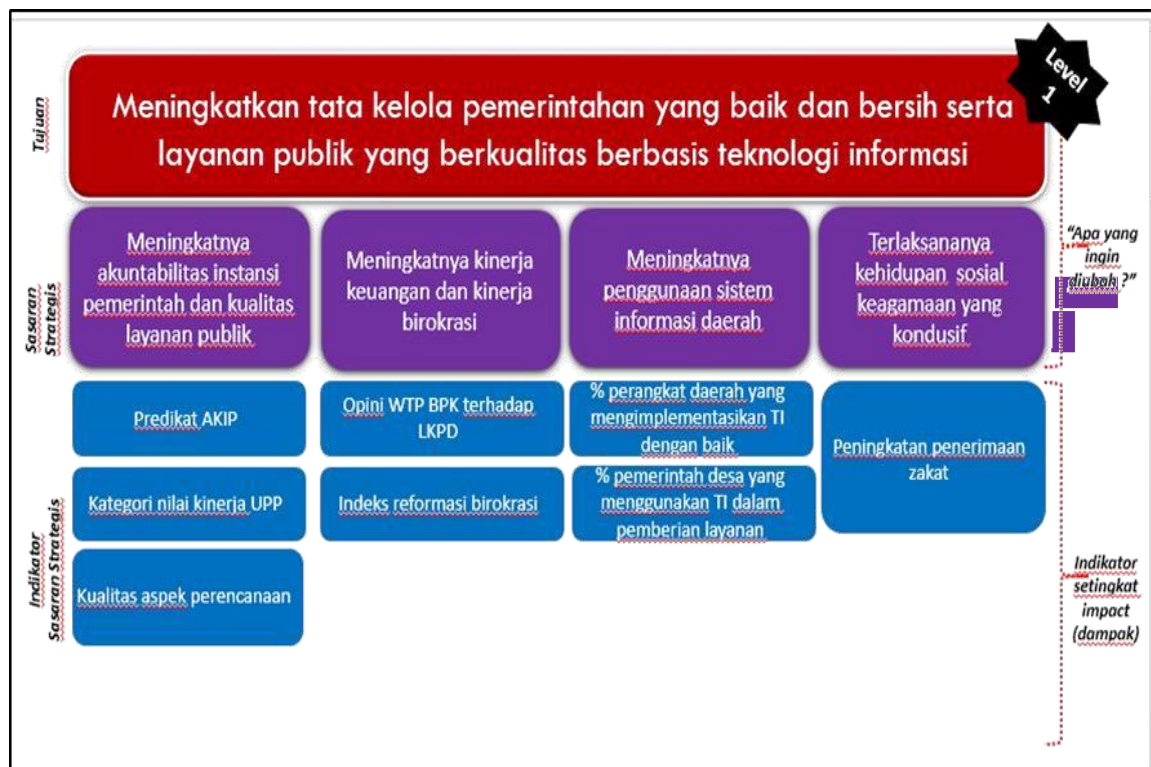 Level
1
Tujuan
Meningkatkan tata kelola pemerintahan yang baik dan bersih serta
layanan publik yang berkualitas berbasis teknologi informasi
Sasaran
Strategis
Meningkatnya
akuntabilitas instansi
pemerintah dan kualitas
layanan publik
Meningkatnya kinerja
keuangan dan kinerja
birokrasi
Meningkatnya
penggunaan sistem
informasi daerah
Terlaksananya
kehidupan sosial
keagamaan yang
kondusif
“Apa yang
ingin
diubah ?”
Indikator
Sasaran Strategis
Predikat AKIP
Kategori nilai kinerja UPP
Kualitas aspek perencanaan
Opini WTP BPK terhadap
LKPD
Indeks reformasi birokrasi
% perangkat daerah yang
mengimplementasikan TI
dengan baik
% pemerintah desa yang
menggunakan TI dalam
pemberian layanan
Peningkatan penerimaan
zakat
Indikator
setingkat
impact
(dampak)